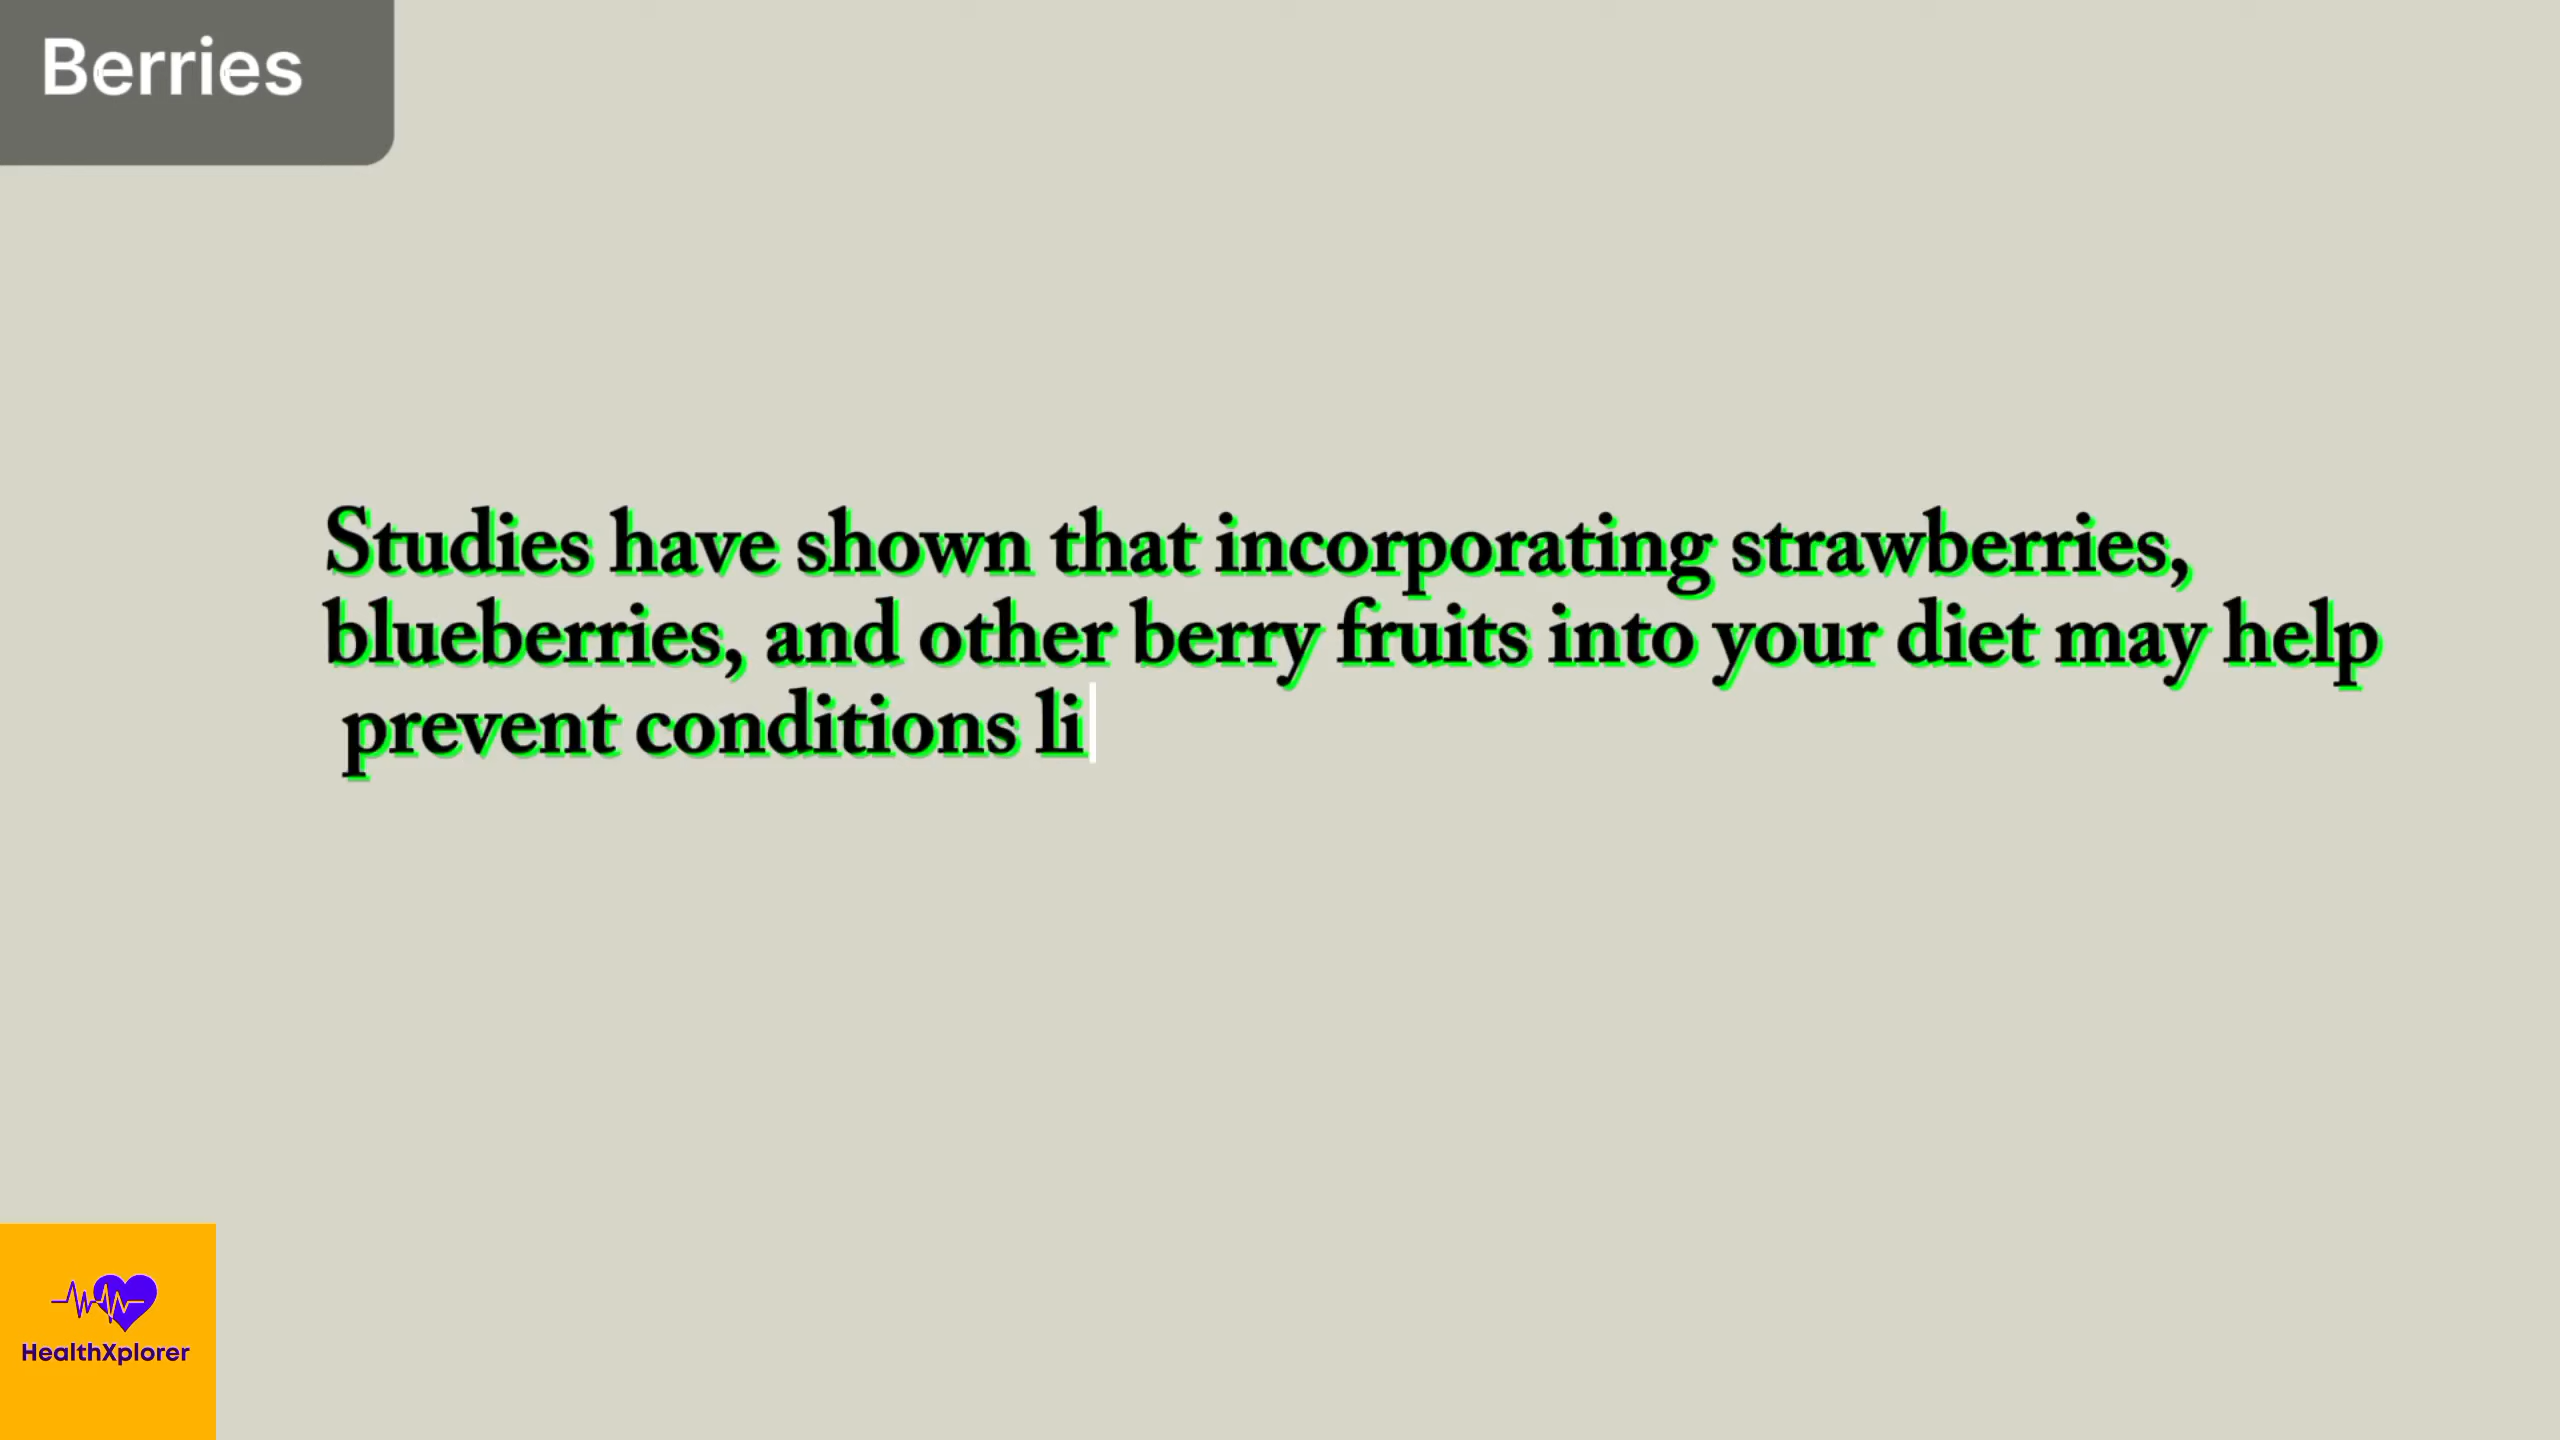 Berries
Studies have shown that incorporating strawberries,
blueberries, and other berry fruits into your diet may help
prevent conditions li
HealthXplorer